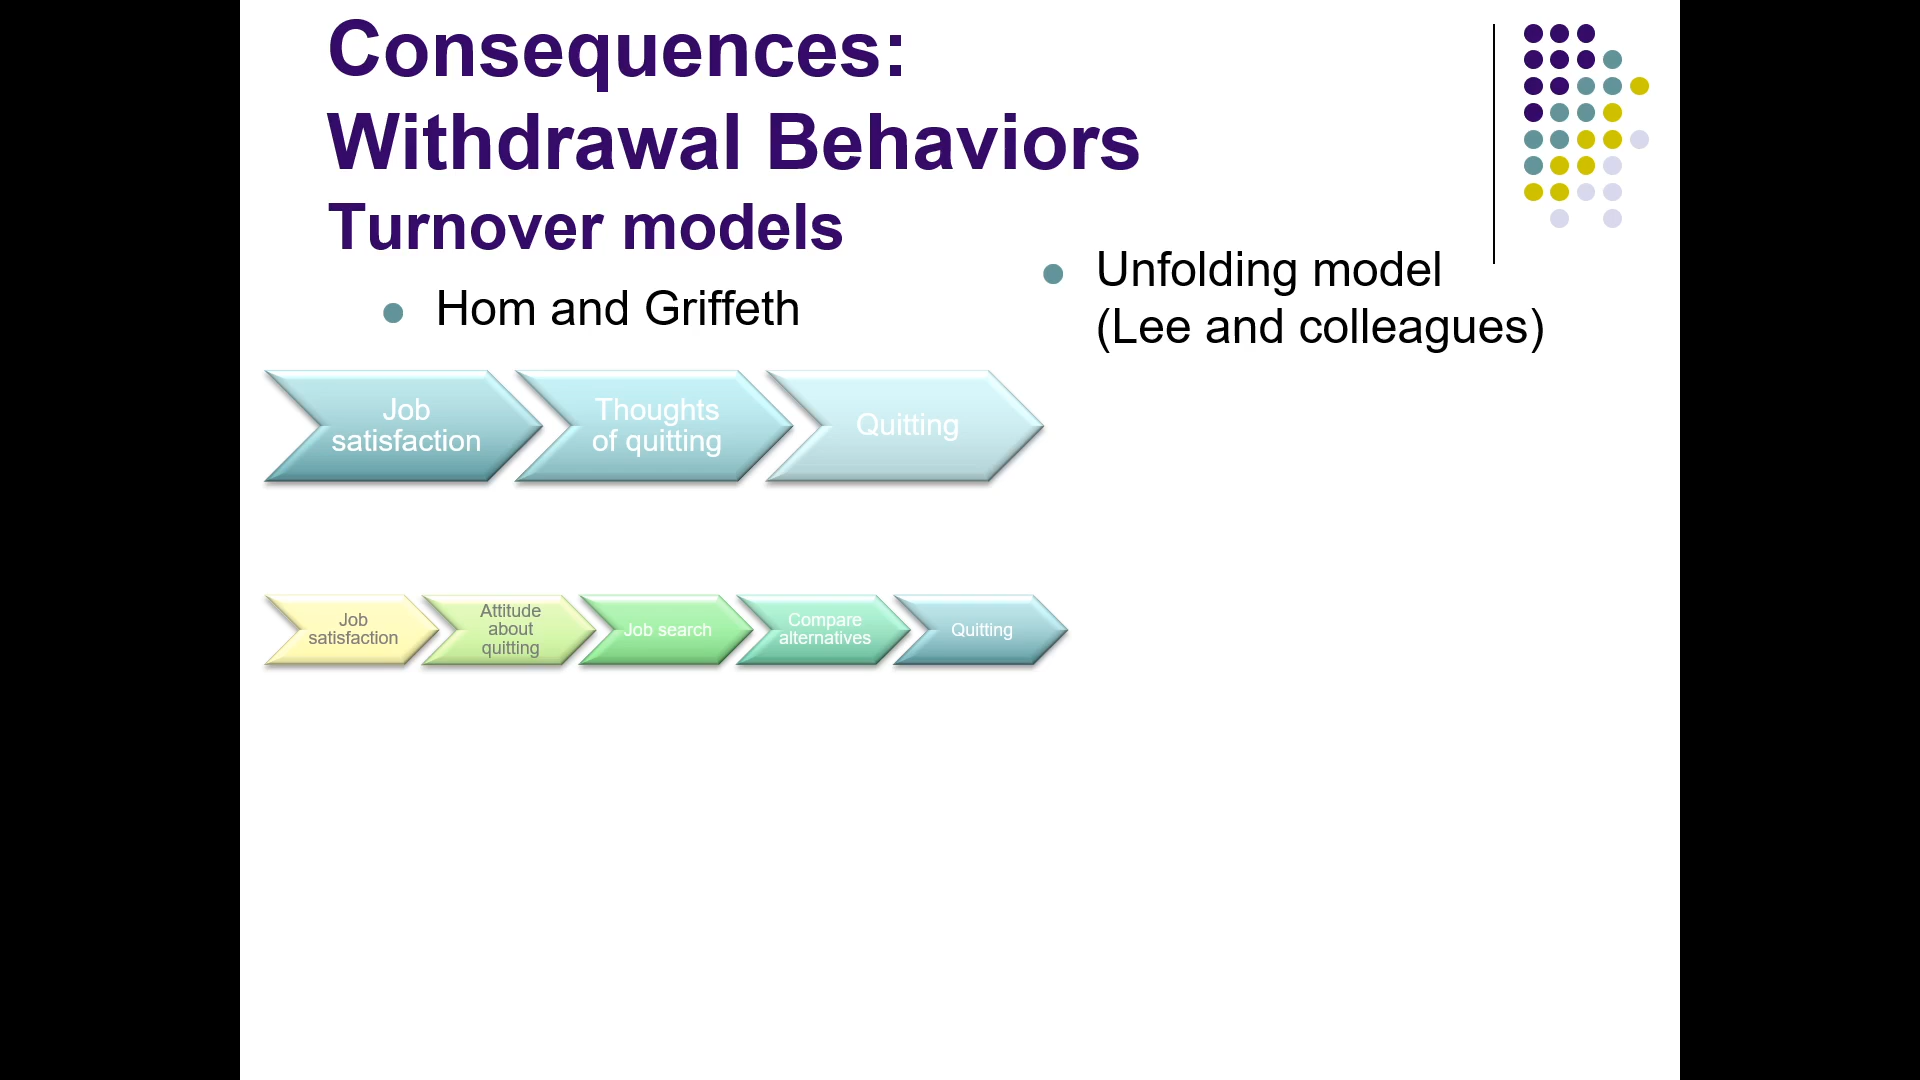 Consequences:
Withdrawal Behaviors
Turnover models
Hom and Griffeth
Job
satisfaction
Thoughts
of quitting
Quitting
Job
satisfaction
Attitude
about
quitting
Job search
Compare
alternatives
Quitting
Unfolding model
(Lee and colleagues)